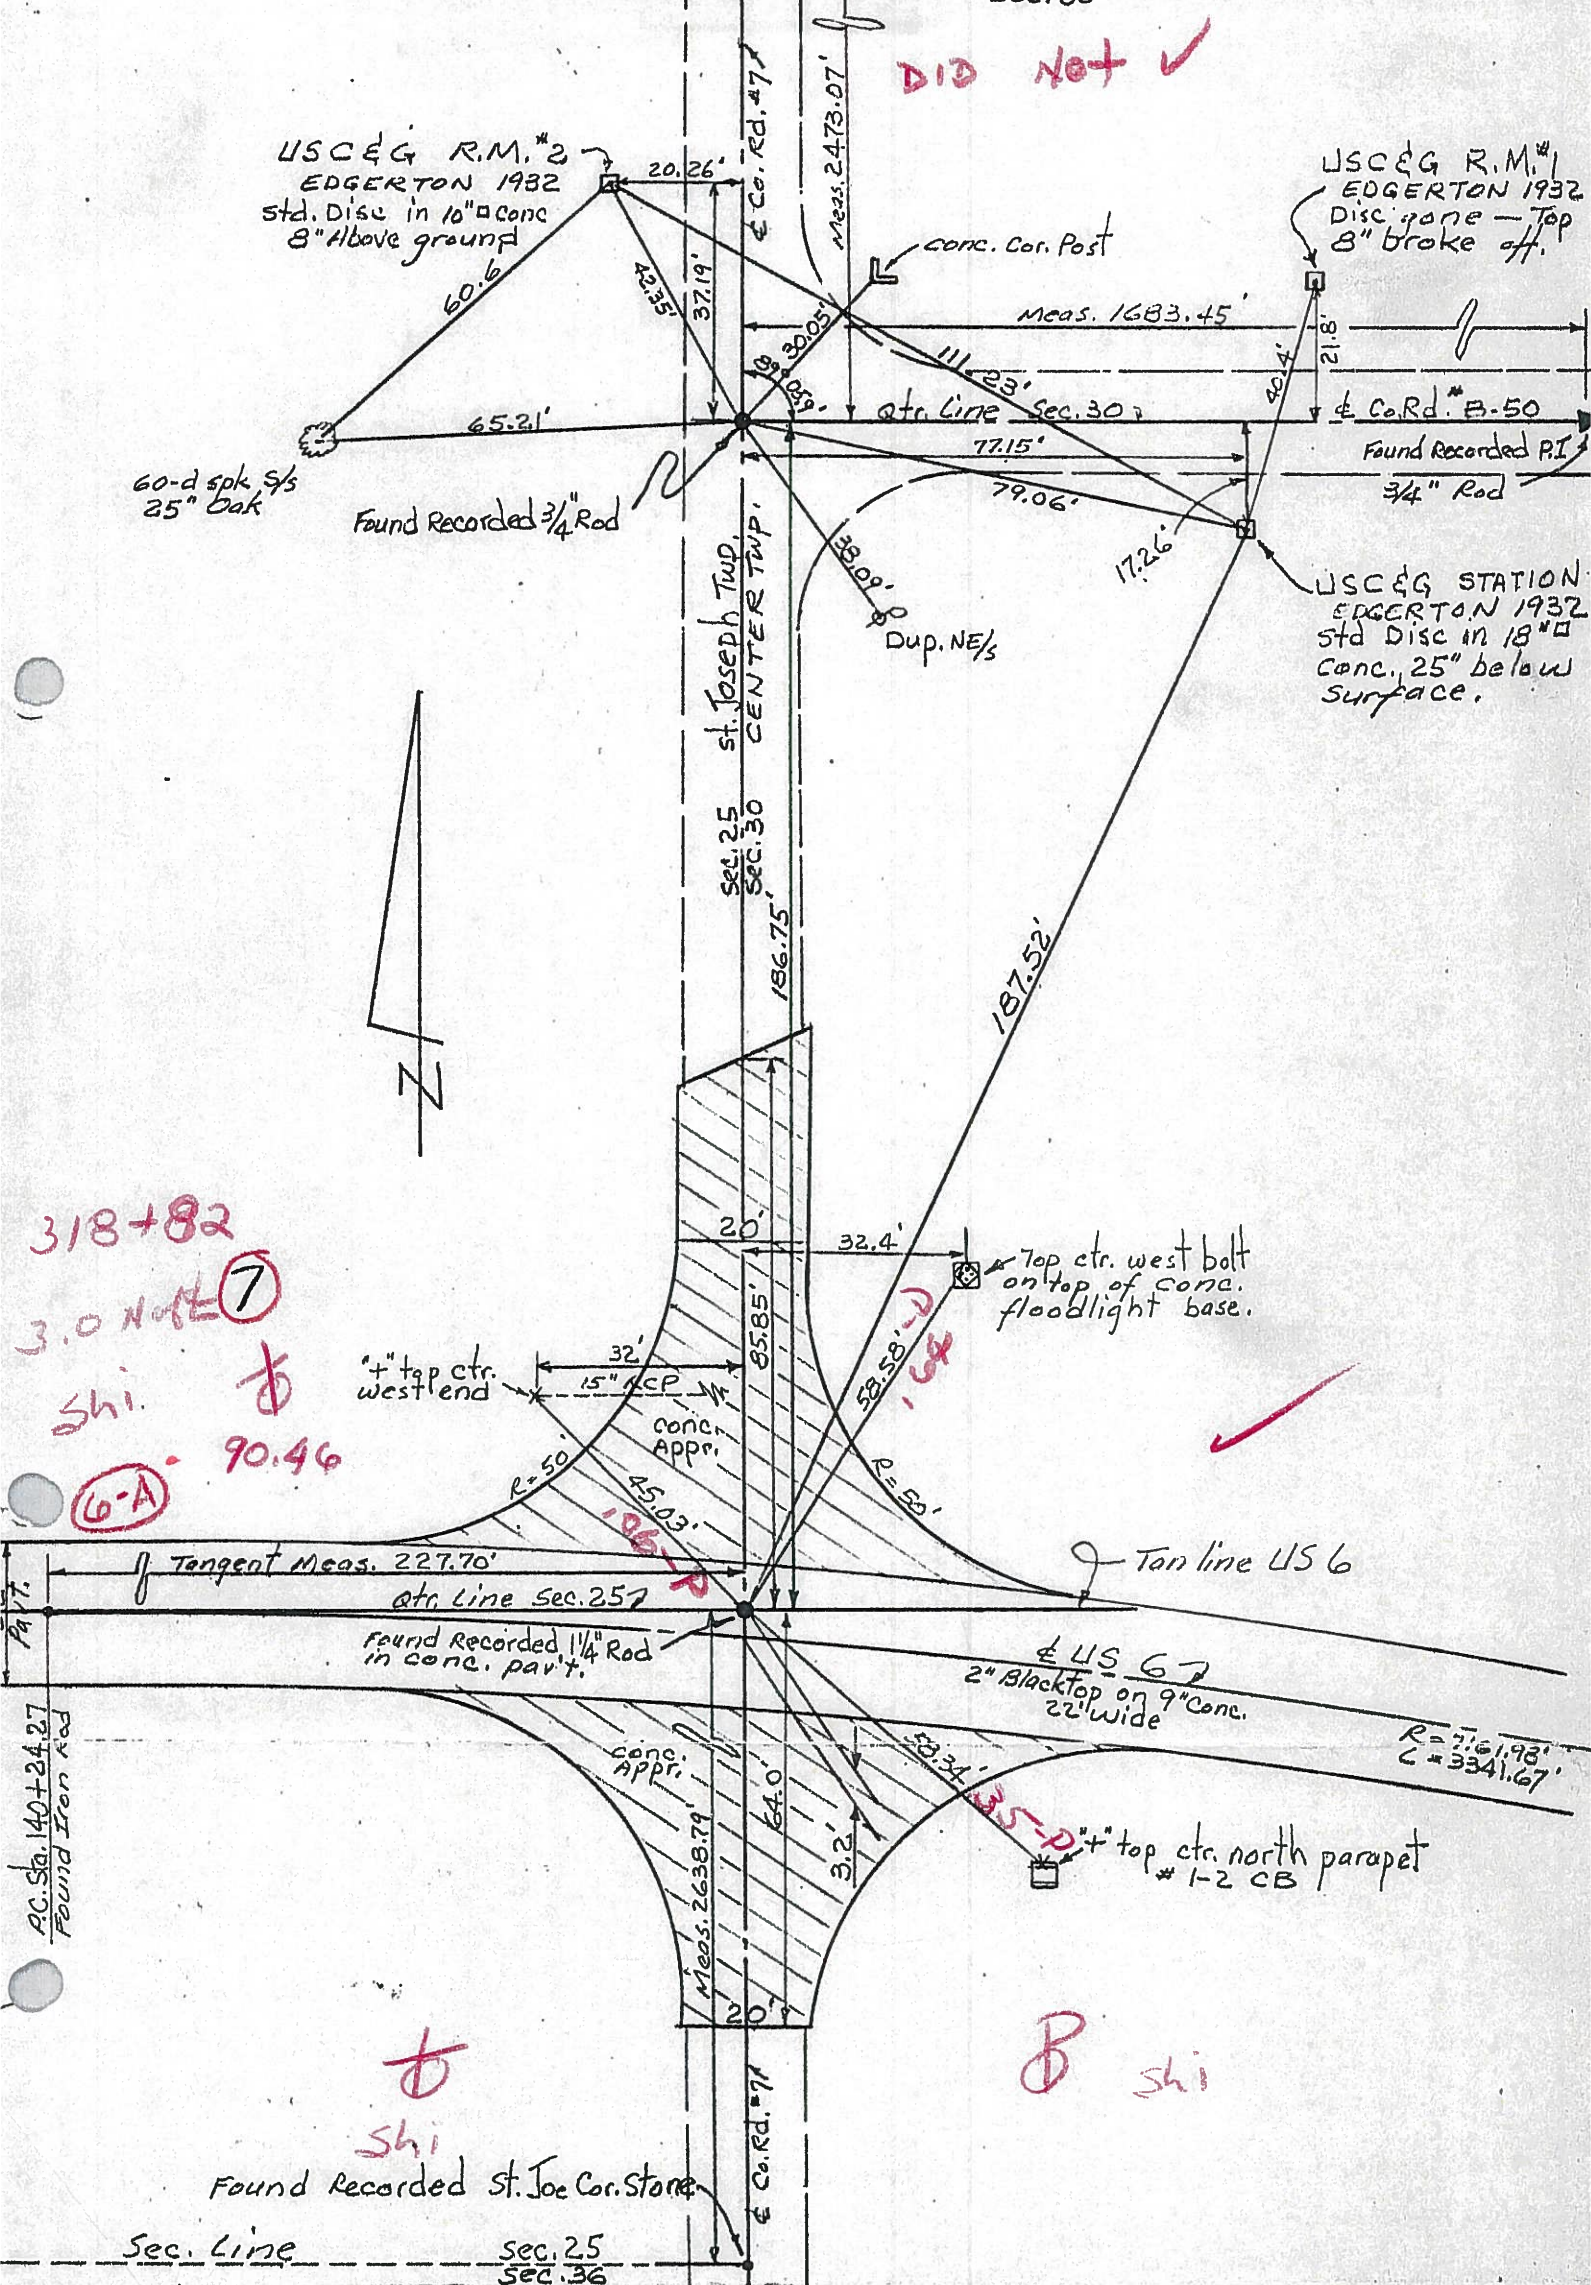 DID Not ✓
USC&G R.M.#2
EDGERTON 1932
Std. Disc in 10"□ conc
8" Above ground
20.26'
℄ Co. Rd. #7
Meas. 2473.07'
USC&G R.M.#1
EDGERTON 1932
Disc gone — Top
8" broke off.
conc. Cor. Post
60.6
42.35'
37.19'
30.05'
Meas. 1683.45'
111.23'
40.4'
21.8'
65.21'
Qtr. Line Sec. 30
℄ Co. Rd. # B-50
77.15'
79.06'
Found Recorded P.I
3/4" Rod
60-d spk S/s
25" Oak
Found Recorded 3/4" Rod
17.26'
38.09'
Dup. NE/s
USC&G STATION
EDGERTON 1932
Std Disc in 18"□
Conc., 25" below
Surface.
St. Joseph Twp.
CENTER TWP.
Sec. 25
Sec. 30
186.75'
187.52'
N
318+82
3.0
7
shi.
90.46
6-A
20'
32.4'
Top ctr. west bolt
on top of conc.
floodlight base.
85.85'
58.58'
-D
.64
32'
"+" top ctr.
west end
15" RCP
Conc.
Appr.
R=50'
R=50'
45.03'
.06-P
Tangent Meas. 227.70'
Tan line US 6
Qtr. Line Sec. 25
Pav't.
Found Recorded 1¼" Rod
in conc. pav't.
℄ US 6
2" Blacktop on 9" Conc.
22' Wide
L = 3341.67'
P.C. Sta. 140+24.27
Found Iron Rod
Conc.
Appr.
58.34'
35-P
Meas. 2638.79'
64.0'
3.2'
"+" top ctr. north parapet
# 1-2 CB
20'
shi
shi
℄ Co. Rd. #7
Found Recorded St. Joe Cor. Stone
Sec. Line
Sec. 25
Sec. 36